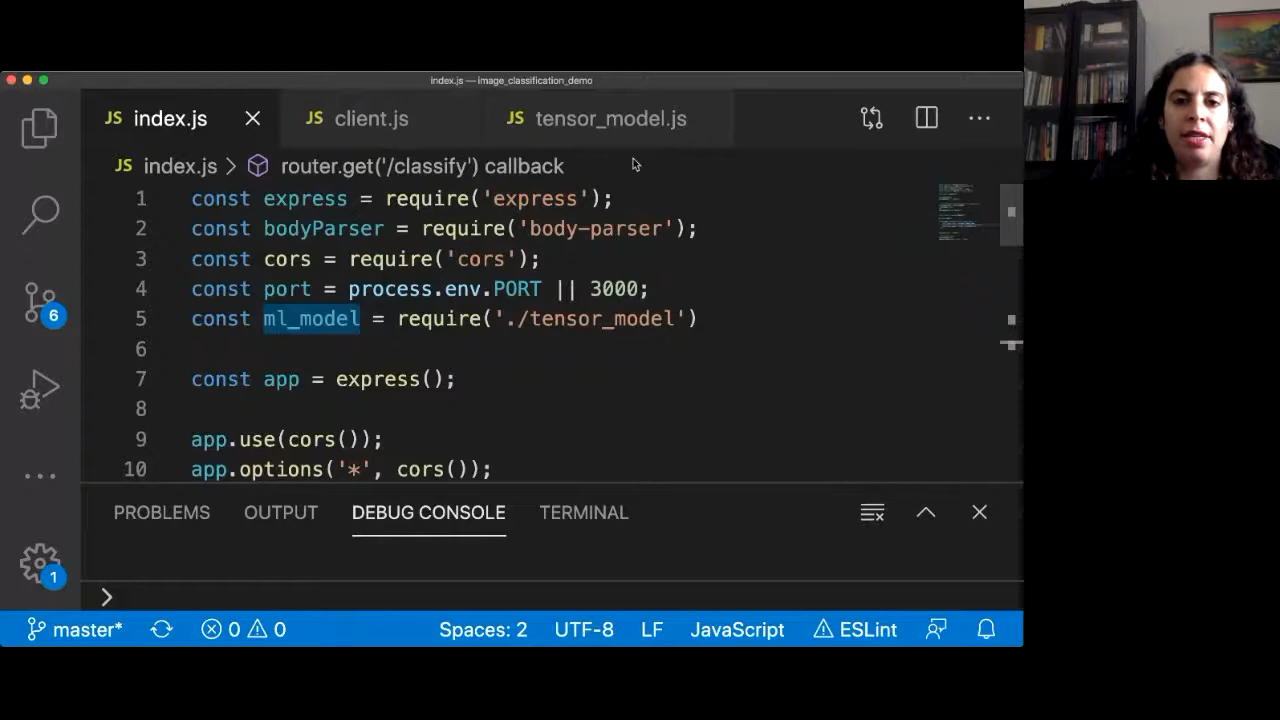 index.js — image_classification_demo
JS index.js JS client.js JS tensor_model.js
JS index.js > router.get('/classify') callback
1 const express = require('express');
2 const bodyParser = require('body-parser');
3 const cors = require('cors');
4 const port = process.env.PORT || 3000;
5 const ml_model = require('./tensor_model')
6
7 const app = express();
8
9 app.use(cors());
10 app.options('*', cors());
6
1
PROBLEMS OUTPUT DEBUG CONSOLE TERMINAL
>
master* 0 0 Spaces: 2 UTF-8 LF JavaScript ESLint